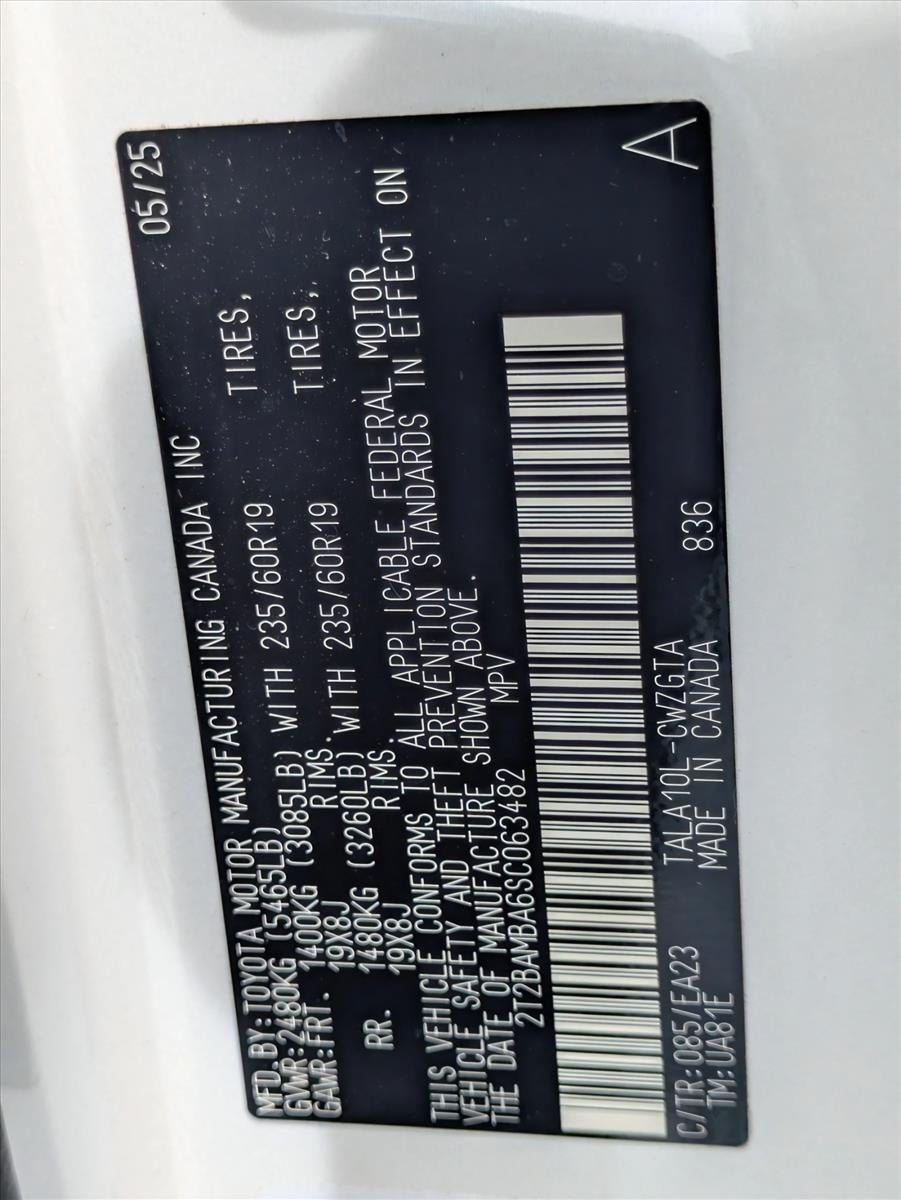 MFD.BY:TOYOTA MOTOR MANUFACTURING CANADA INC 05/25
GVWR:2480KG (5465LB)
GAWR:FRT. 1400KG (3085LB) WITH 235/60R19 TIRES,
19X8J RIMS.
RR. 1480KG (3260LB) WITH 235/60R19 TIRES,
19X8J RIMS.
THIS VEHICLE CONFORMS TO ALL APPLICABLE FEDERAL MOTOR
VEHICLE SAFETY AND THEFT PREVENTION STANDARDS IN EFFECT ON
THE DATE OF MANUFACTURE SHOWN ABOVE.
2T2BAMBA6SC063482 MPV
C/TR:085/EA23 TALA10L-CWZGTA A
TM:UA81E MADE IN CANADA 836